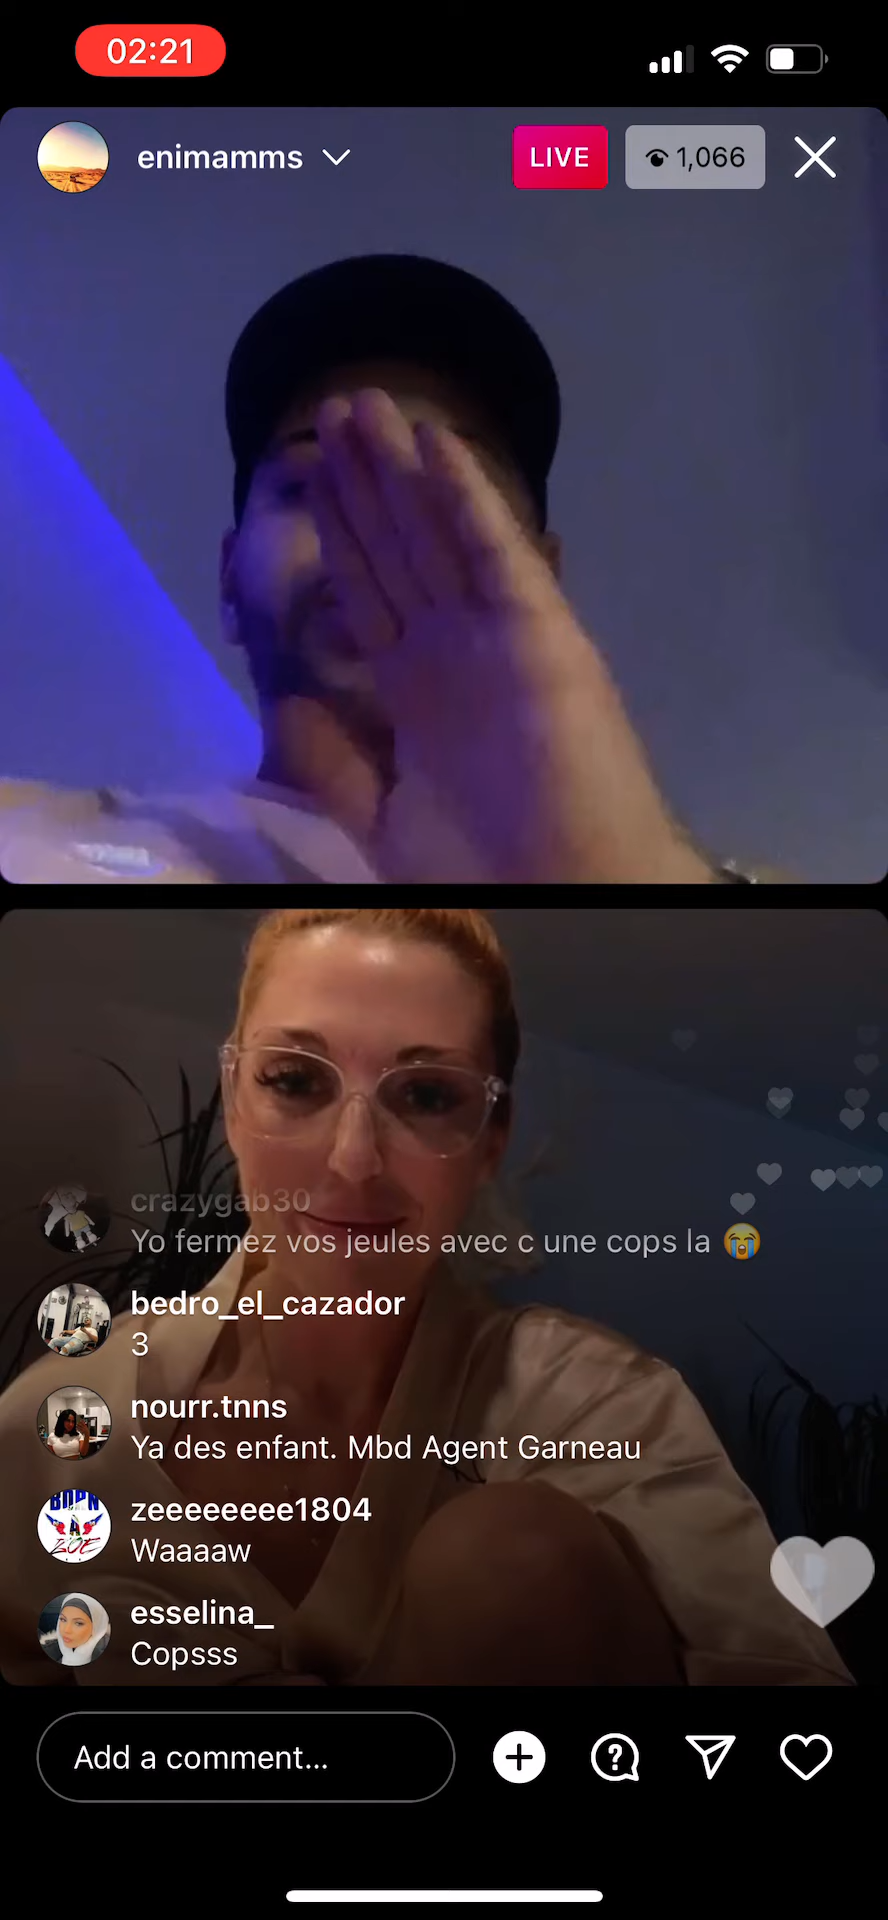 02:21
enimamms
LIVE
1,066
crazygab30
Yo fermez vos jeules avec c une cops la 😭
bedro_el_cazador
3
nourr.tnns
Ya des enfant. Mbd Agent Garneau
zeeeeeeee1804
Waaaaw
esselina_
Copsss
Add a comment...